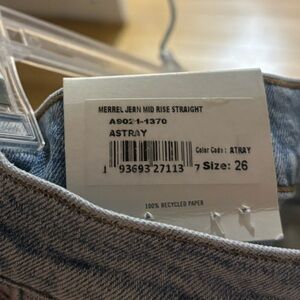 MERREL JEAN MID RISE STRAIGHT
A9021-1370
ASTRAY
Color Code : ATRAY
1 93693 27113 7 Size: 26
100% RECYCLED PAPER